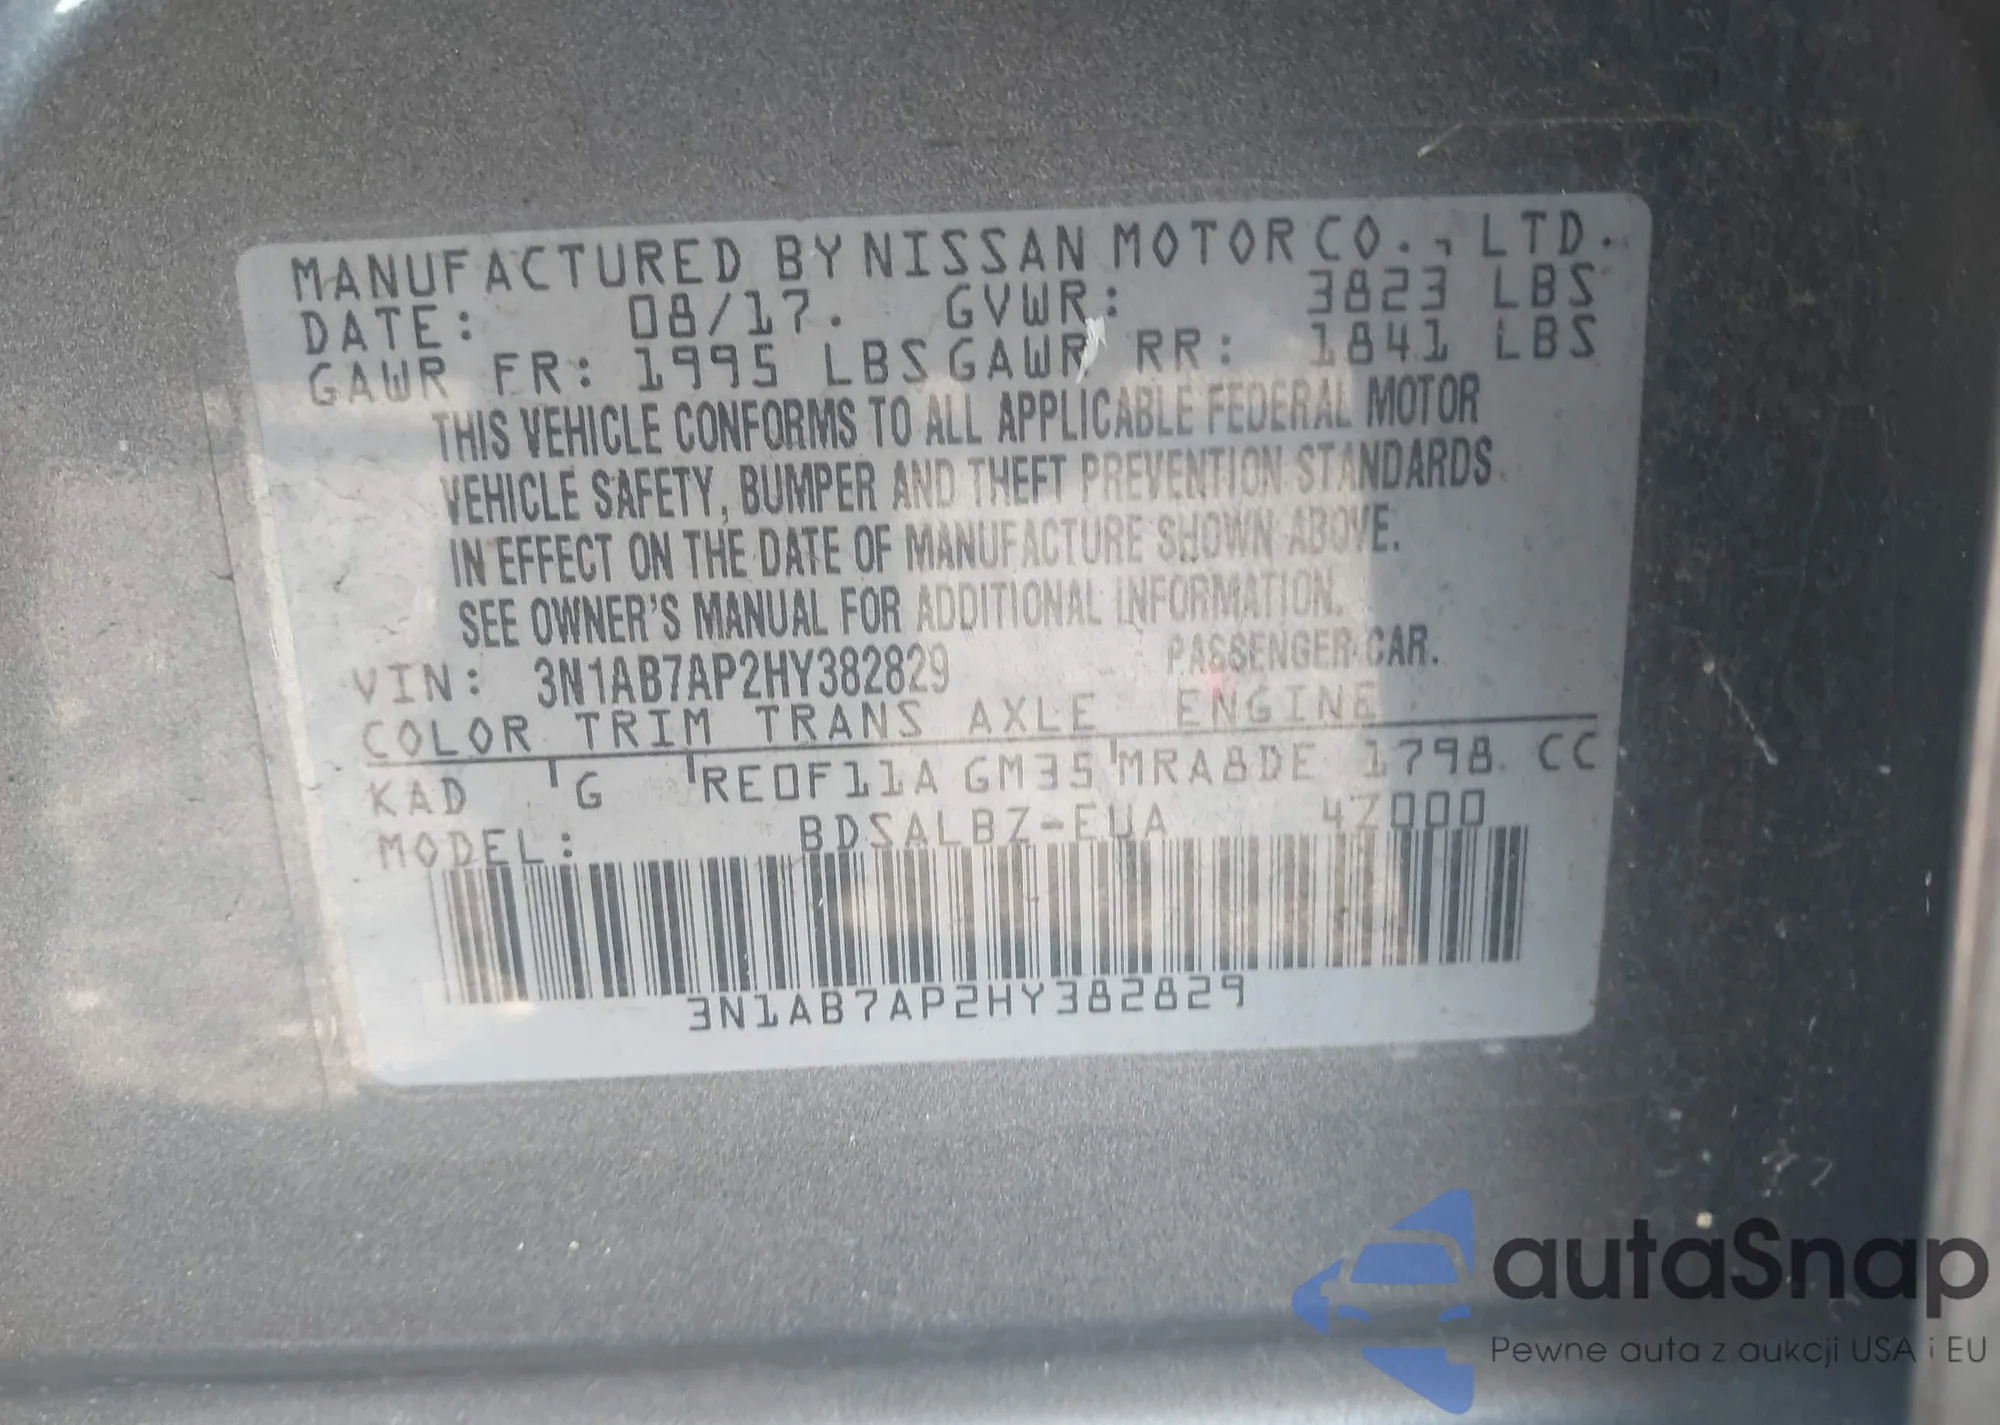 MANUFACTURED BY NISSAN MOTOR CO., LTD.
DATE: 08/17. GVWR: 3823 LBS
GAWR FR: 1995 LBS GAWR RR: 1841 LBS
THIS VEHICLE CONFORMS TO ALL APPLICABLE FEDERAL MOTOR
VEHICLE SAFETY, BUMPER AND THEFT PREVENTION STANDARDS
IN EFFECT ON THE DATE OF MANUFACTURE SHOWN ABOVE.
SEE OWNER'S MANUAL FOR ADDITIONAL INFORMATION.
VIN: 3N1AB7AP2HY382829 PASSENGER CAR.
COLOR TRIM TRANS AXLE ENGINE
KAD G RE0F11A GM35 MRA8DE 1798 CC
MODEL: BDSALBZ-EUA 4Z000
3N1AB7AP2HY382829
autaSnap
Pewne auta z aukcji USA i EU